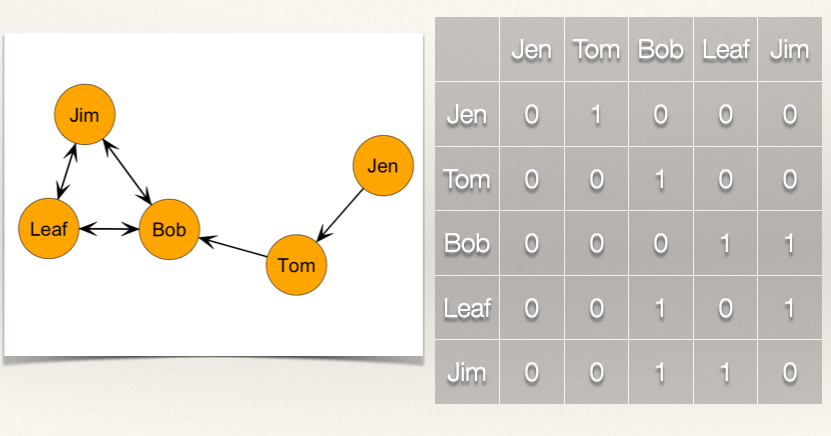 Jim
Jen
Leaf
Bob
Tom
Jen Tom Bob Leaf Jim
Jen 0 1 0 0 0
Tom 0 0 1 0 0
Bob 0 0 0 1 1
Leaf 0 0 1 0 1
Jim 0 0 1 1 0